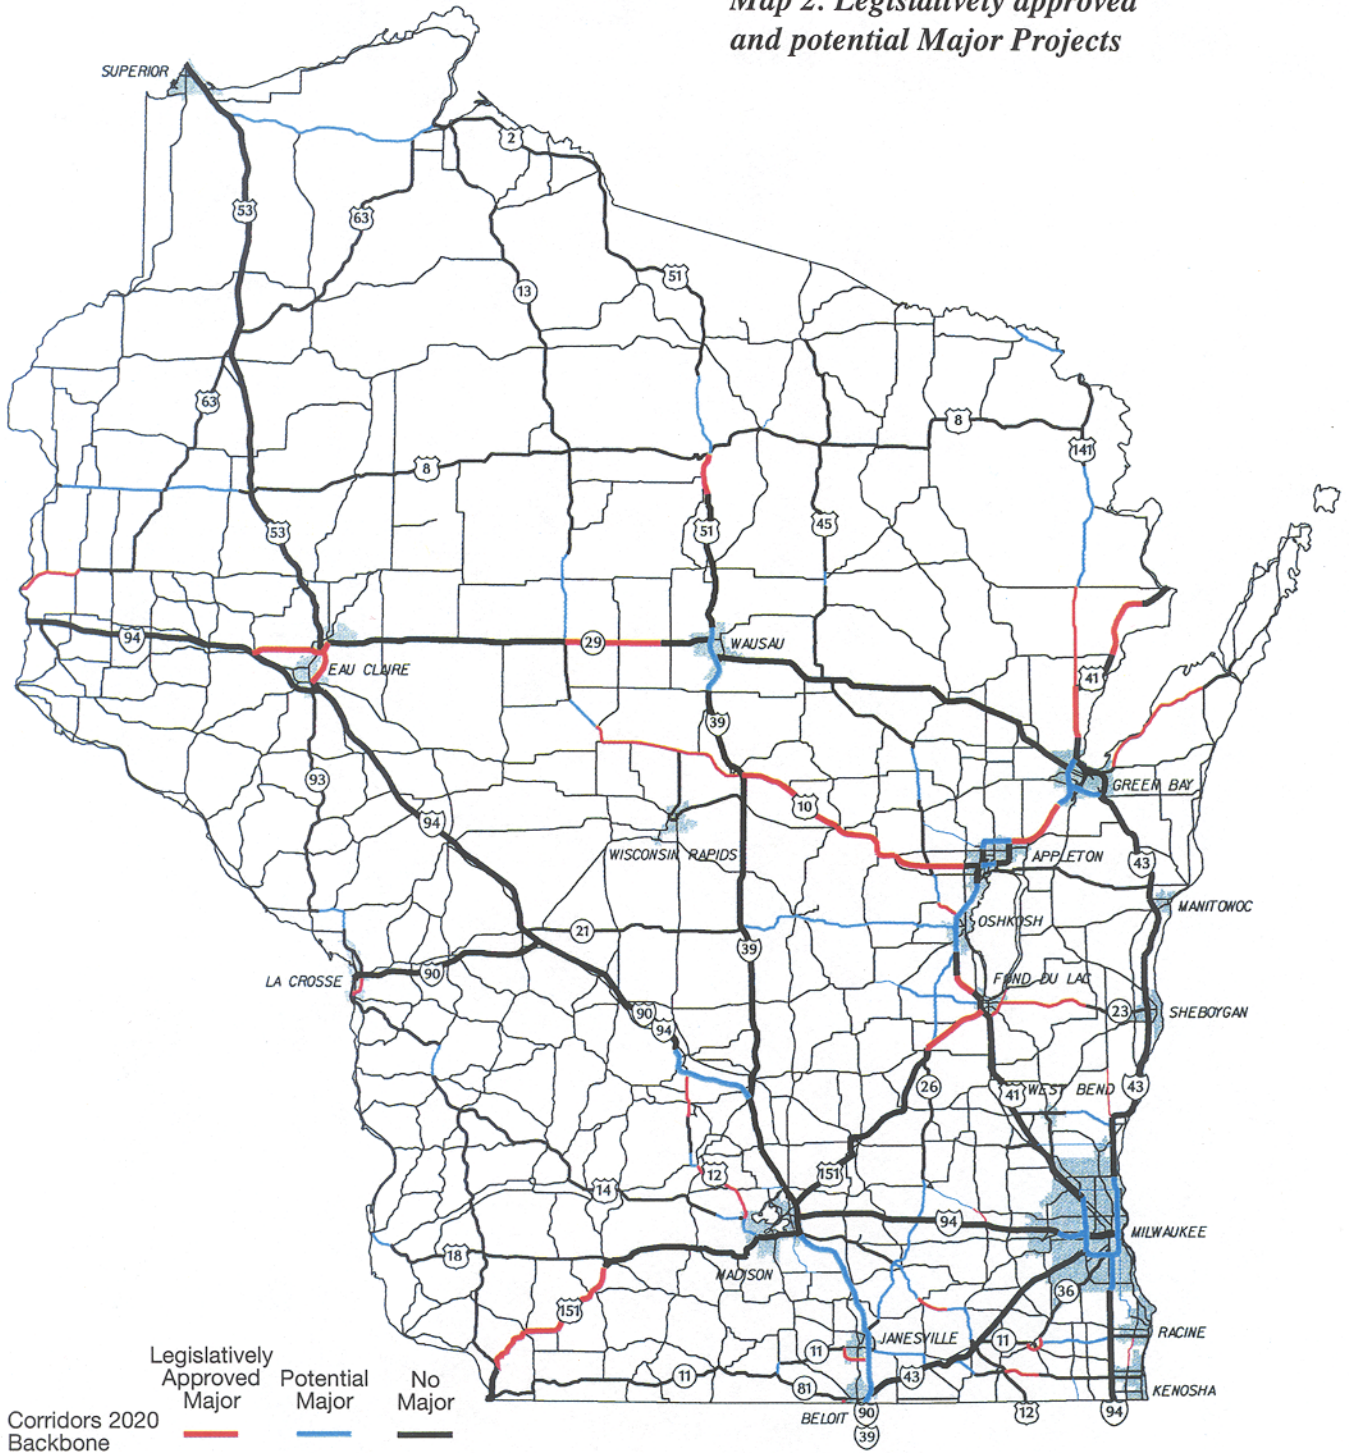 Map 2: Legislatively approved
and potential Major Projects
SUPERIOR
2
53
63
51
13
63
8
141
8
53
51
45
94
29
WAUSAU
EAU CLAIRE
41
39
93
GREEN BAY
10
94
WISCONSIN RAPIDS
APPLETON
43
MANITOWOC
OSHKOSH
21
39
90
LA CROSSE
FOND DU LAC
23
SHEBOYGAN
90
94
26
41
WEST BEND
43
12
151
14
94
MILWAUKEE
18
MADISON
36
151
JANESVILLE
11
RACINE
11
11
43
81
KENOSHA
BELOIT
90
39
12
94
Legislatively
Approved
Major
Potential
Major
No
Major
Corridors 2020
Backbone